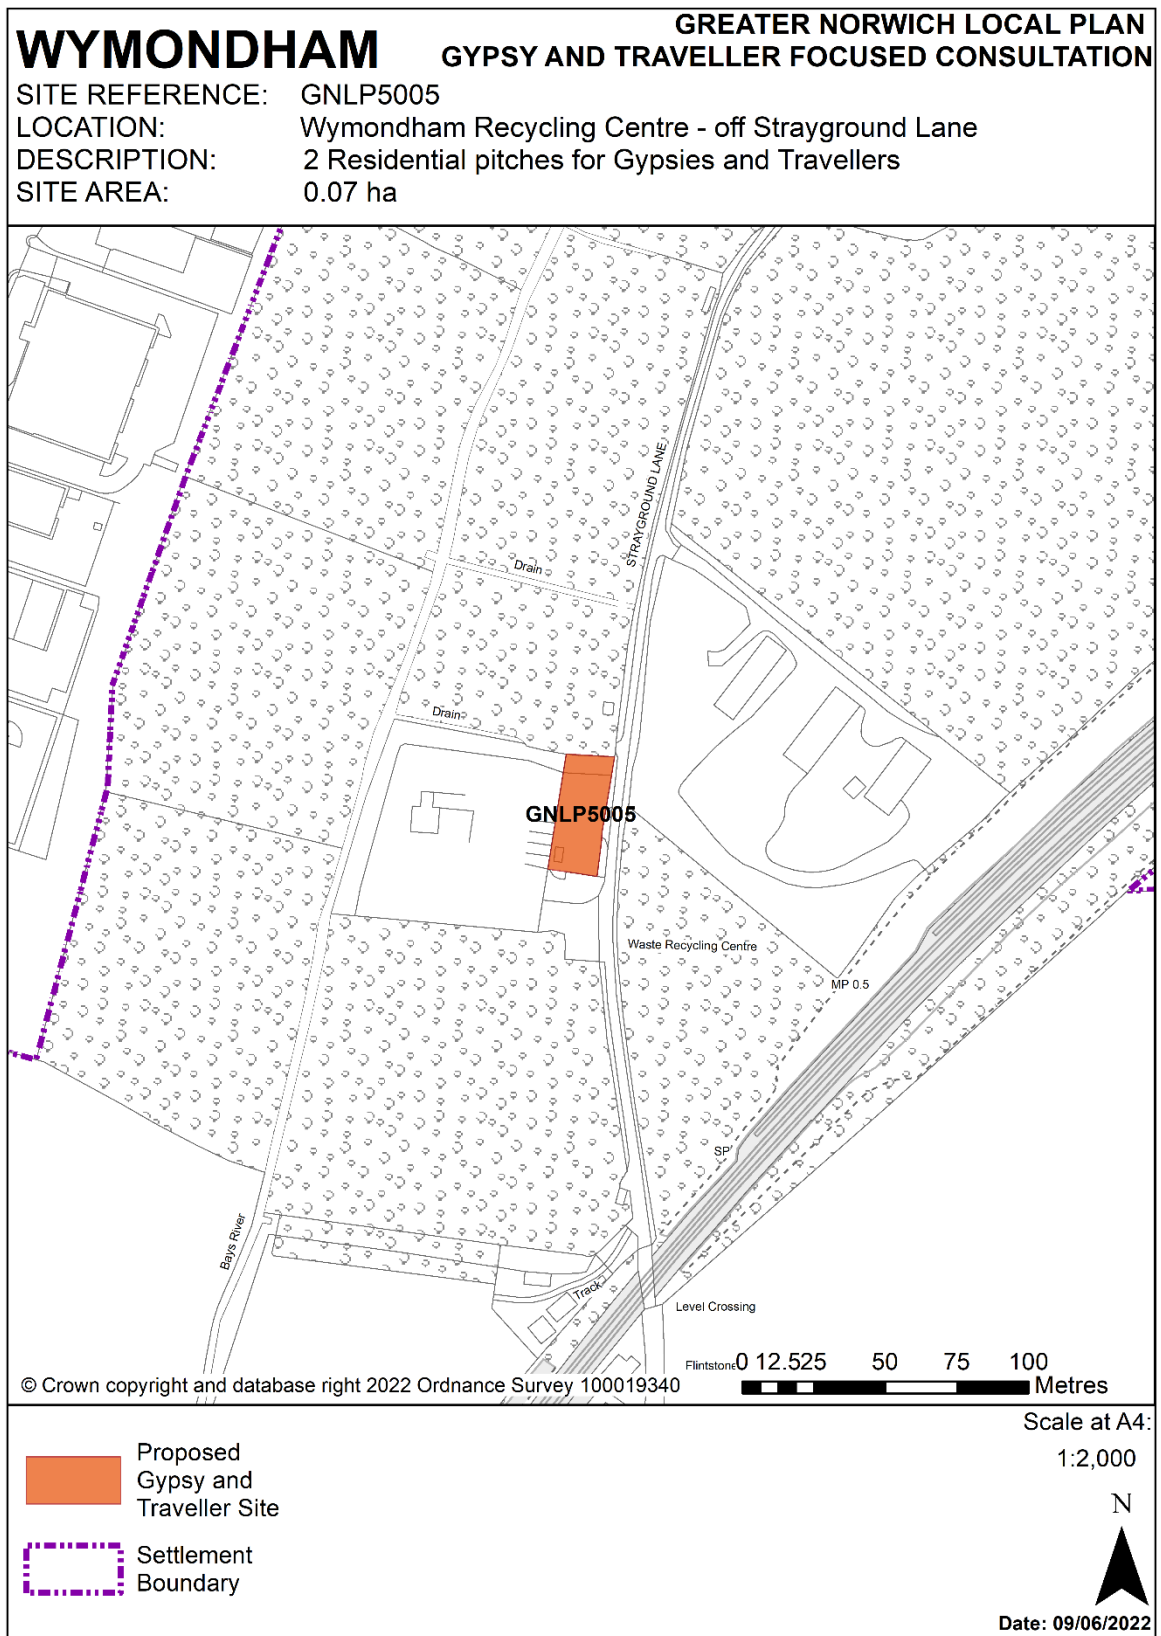 WYMONDHAM
GREATER NORWICH LOCAL PLAN
GYPSY AND TRAVELLER FOCUSED CONSULTATION
SITE REFERENCE: GNLP5005
LOCATION: Wymondham Recycling Centre - off Strayground Lane
DESCRIPTION: 2 Residential pitches for Gypsies and Travellers
SITE AREA: 0.07 ha
STRAYGROUND LANE
Drain
Drain
GNLP5005
Waste Recycling Centre
MP 0.5
SP
Bays River
Track
Level Crossing
Flintstone
0 12.525 50 75 100
Metres
© Crown copyright and database right 2022 Ordnance Survey 100019340
Scale at A4:
1:2,000
Proposed
Gypsy and
Traveller Site
N
Settlement
Boundary
Date: 09/06/2022